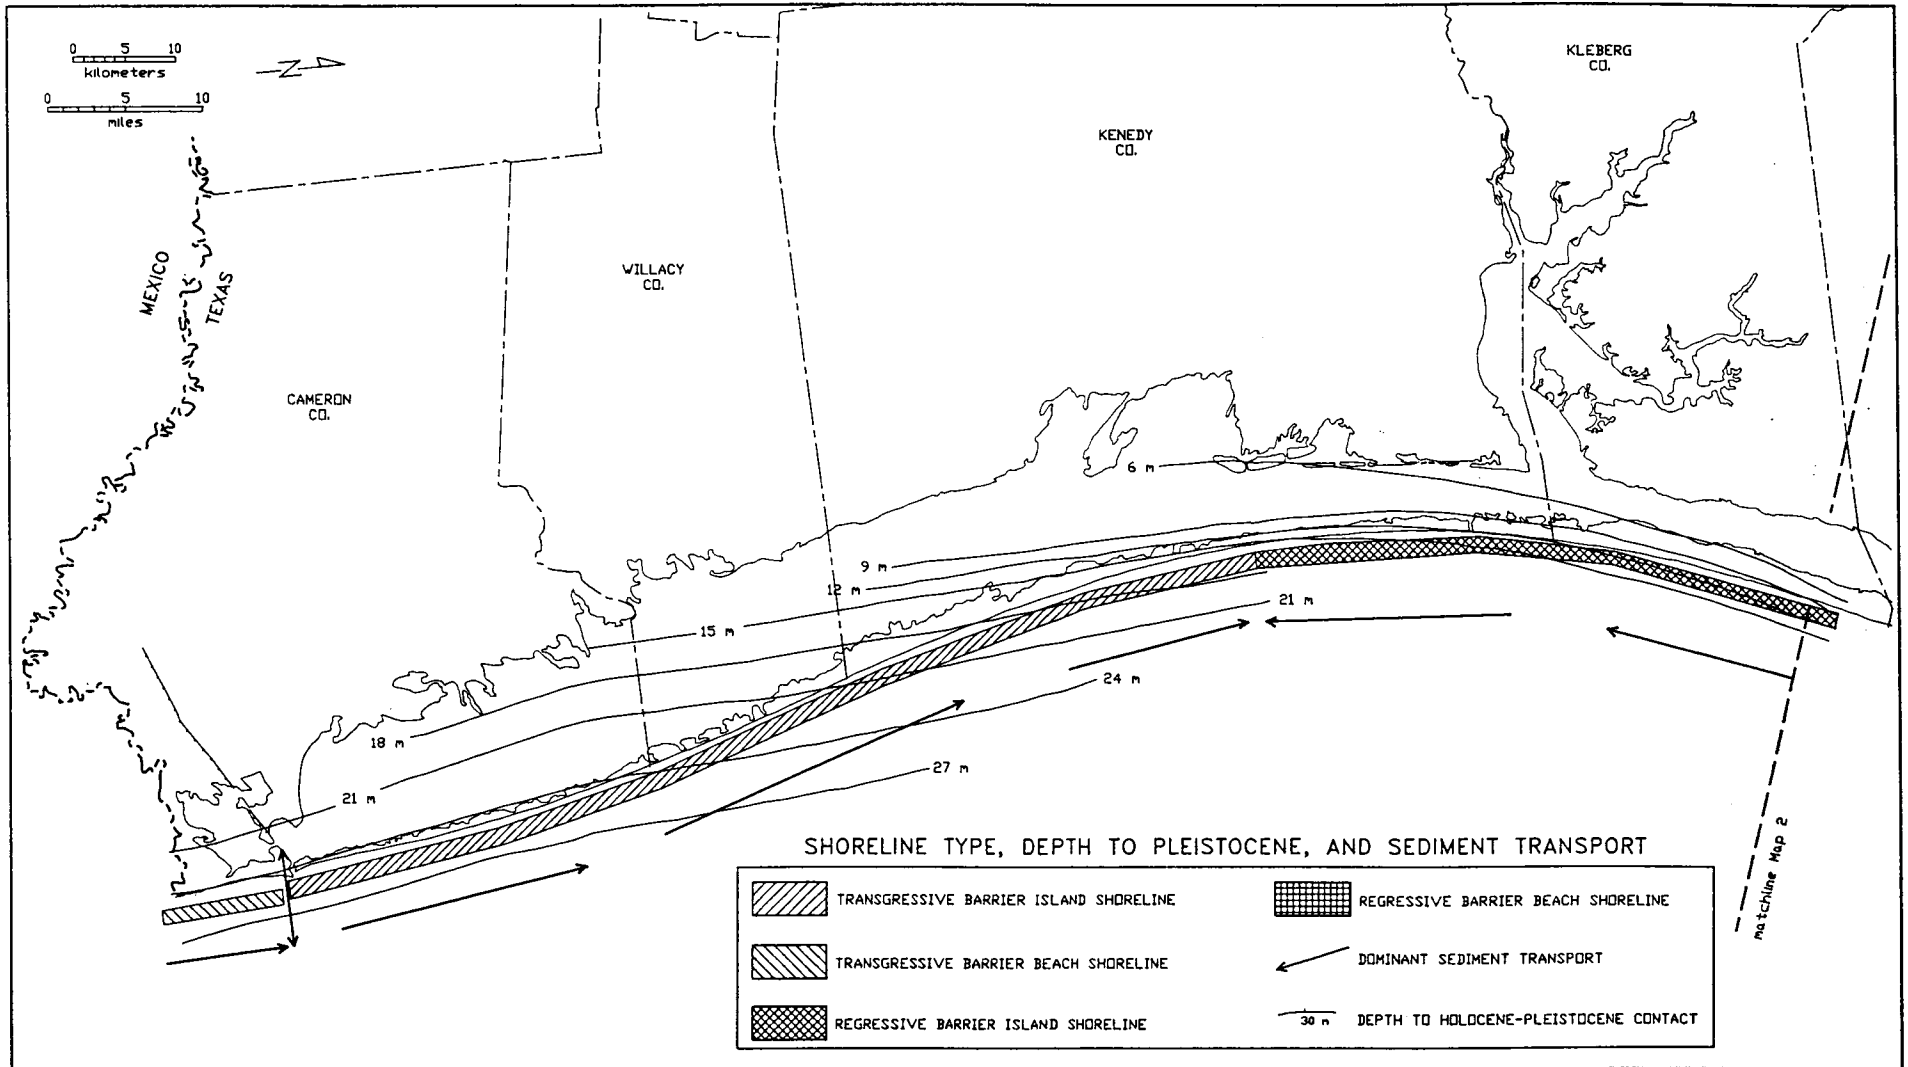 0 5 10
kilometers
0 5 10
miles
N
KLEBERG
CO.
KENEDY
CO.
WILLACY
CO.
MEXICO
TEXAS
CAMERON
CO.
6 m
9 m
12 m
15 m
21 m
18 m
24 m
21 m
27 m
matchline Map 2
SHORELINE TYPE, DEPTH TO PLEISTOCENE, AND SEDIMENT TRANSPORT
TRANSGRESSIVE BARRIER ISLAND SHORELINE
REGRESSIVE BARRIER BEACH SHORELINE
TRANSGRESSIVE BARRIER BEACH SHORELINE
DOMINANT SEDIMENT TRANSPORT
REGRESSIVE BARRIER ISLAND SHORELINE
30 m DEPTH TO HOLOCENE-PLEISTOCENE CONTACT